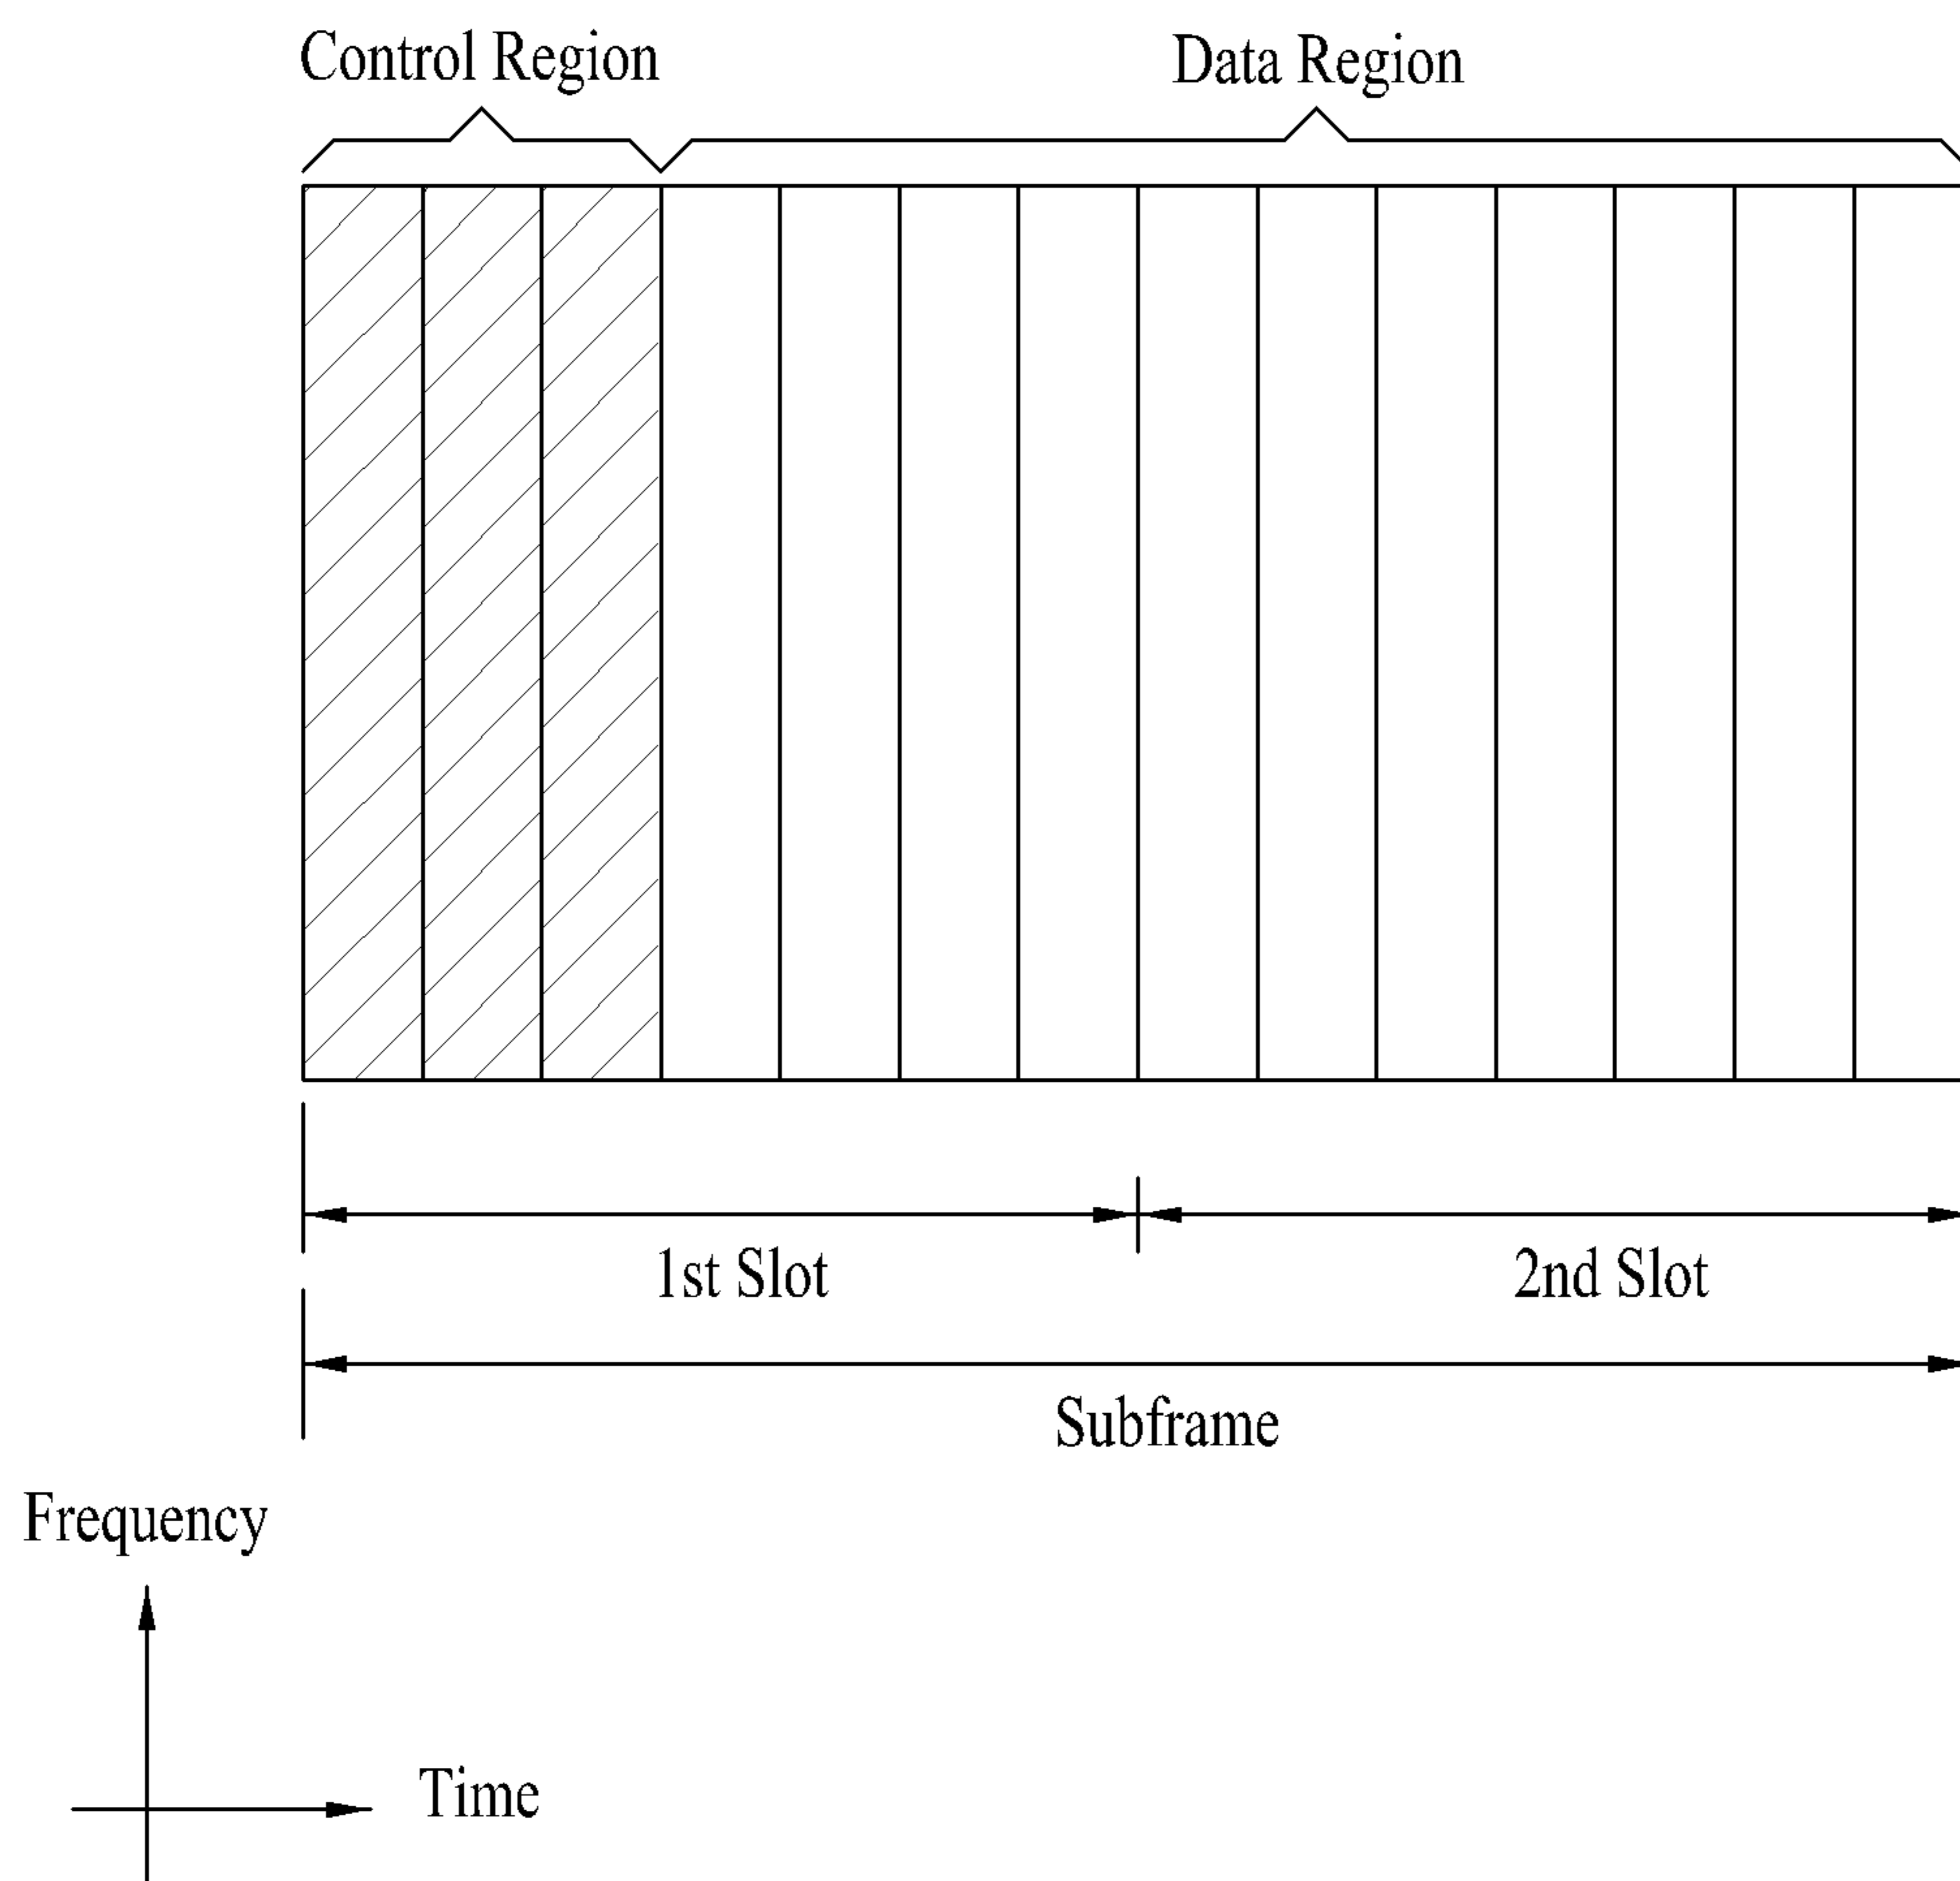 Control Region
Data Region
1st Slot
2nd Slot
Subframe
Frequency
Time